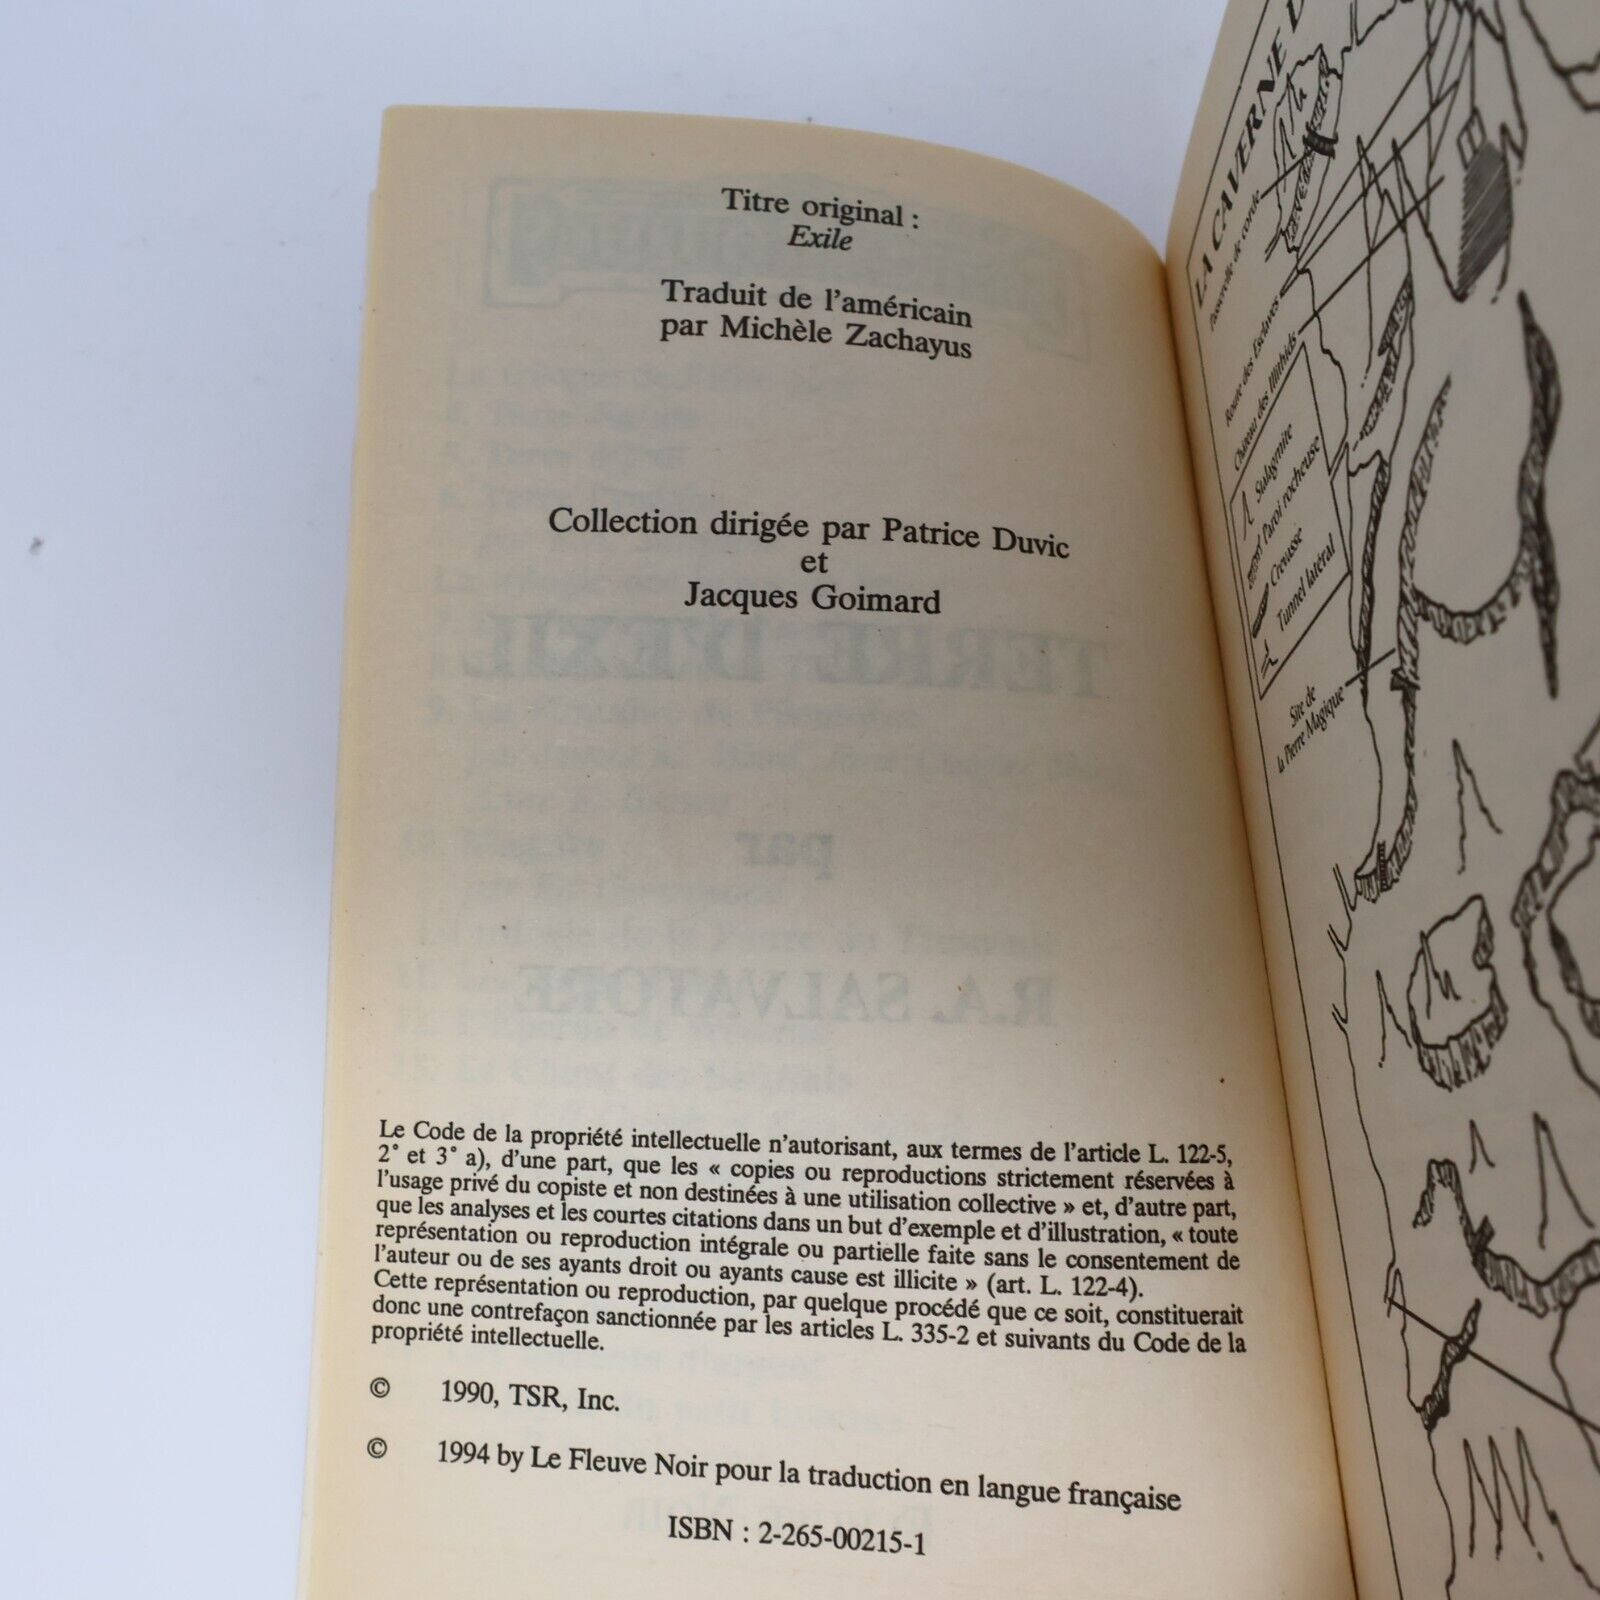 Titre original :
Exile
Traduit de l'américain
par Michèle Zachayus
Collection dirigée par Patrice Duvic
et
Jacques Goimard
TERRE D'EXIL
par
R.A. SALVATORE
Le Code de la propriété intellectuelle n'autorisant, aux termes de l'article L. 122-5,
2° et 3° a), d'une part, que les « copies ou reproductions strictement réservées à
l'usage privé du copiste et non destinées à une utilisation collective » et, d'autre part,
que les analyses et les courtes citations dans un but d'exemple et d'illustration, « toute
représentation ou reproduction intégrale ou partielle faite sans le consentement de
l'auteur ou de ses ayants droit ou ayants cause est illicite » (art. L. 122-4).
Cette représentation ou reproduction, par quelque procédé que ce soit, constituerait
donc une contrefaçon sanctionnée par les articles L. 335-2 et suivants du Code de la
propriété intellectuelle.
© 1990, TSR, Inc.
© 1994 by Le Fleuve Noir pour la traduction en langue française
ISBN : 2-265-00215-1
LA CAVERNE D
Passerelle de corde
Route des Esclaves
Château des Illithids
Stalagmite
Paroi rocheuse
Crevasse
Tunnel latéral
Site de
la Pierre Magique